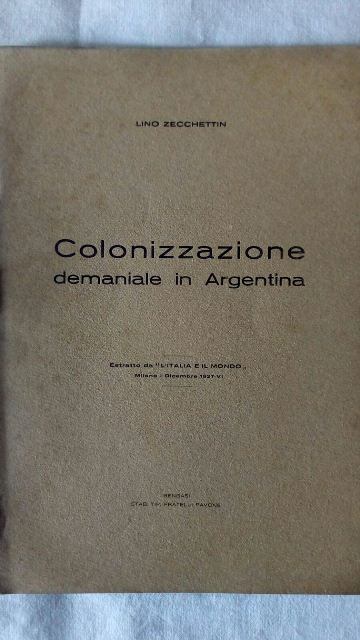 LINO ZECCHETTIN
Colonizzazione
demaniale in Argentina
Estratto da "L'ITALIA E IL MONDO„
Milano - Dicembre 1927-VI
BENGASI
STAB. TIP. FRATELLI PAVONE